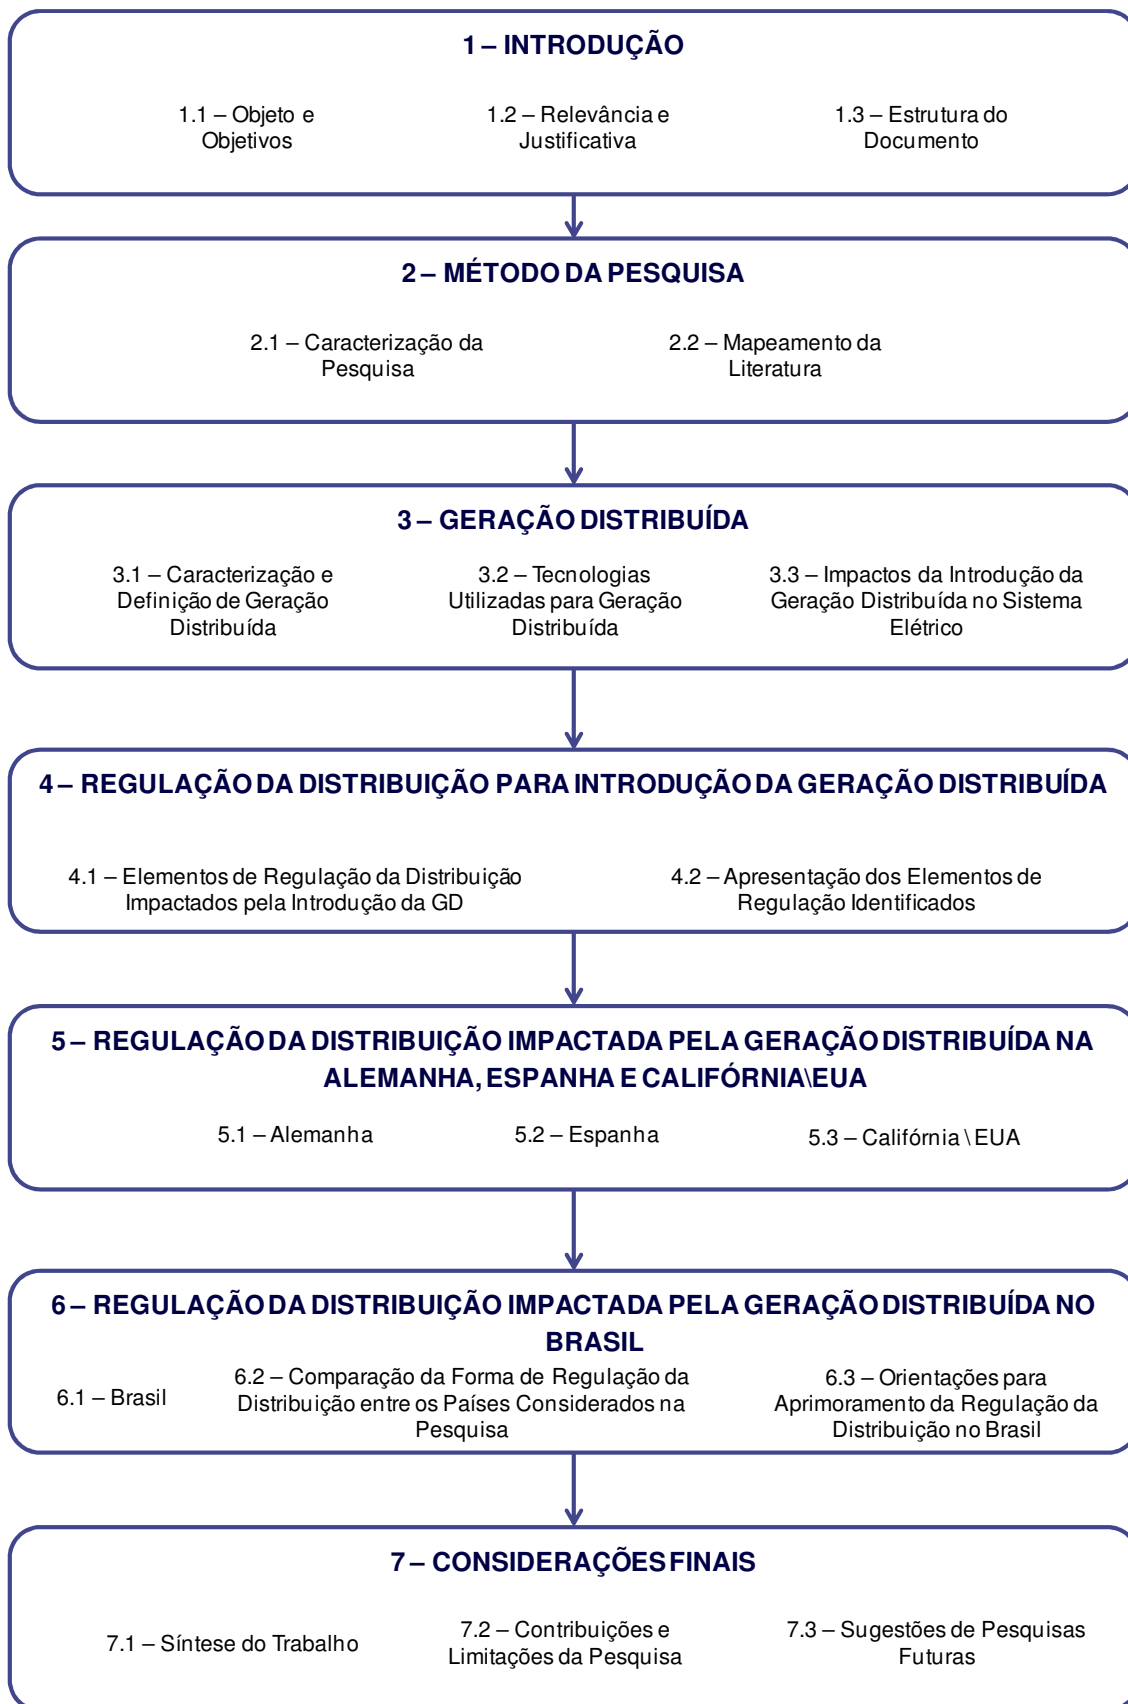 1 – INTRODUÇÃO
1.1 – Objeto e
Objetivos
1.2 – Relevância e
Justificativa
1.3 – Estrutura do
Documento
2 – MÉTODO DA PESQUISA
2.1 – Caracterização da
Pesquisa
2.2 – Mapeamento da
Literatura
3 – GERAÇÃO DISTRIBUÍDA
3.1 – Caracterização e
Definição de Geração
Distribuída
3.2 – Tecnologias
Utilizadas para Geração
Distribuída
3.3 – Impactos da Introdução da
Geração Distribuída no Sistema
Elétrico
4 – REGULAÇÃO DA DISTRIBUIÇÃO PARA INTRODUÇÃO DA GERAÇÃO DISTRIBUÍDA
4.1 – Elementos de Regulação da Distribuição
Impactados pela Introdução da GD
4.2 – Apresentação dos Elementos de
Regulação Identificados
5 – REGULAÇÃO DA DISTRIBUIÇÃO IMPACTADA PELA GERAÇÃO DISTRIBUÍDA NA
ALEMANHA, ESPANHA E CALIFÓRNIA\EUA
5.1 – Alemanha
5.2 – Espanha
5.3 – Califórnia \ EUA
6 – REGULAÇÃO DA DISTRIBUIÇÃO IMPACTADA PELA GERAÇÃO DISTRIBUÍDA NO
BRASIL
6.1 – Brasil
6.2 – Comparação da Forma de Regulação da
Distribuição entre os Países Considerados na
Pesquisa
6.3 – Orientações para
Aprimoramento da Regulação da
Distribuição no Brasil
7 – CONSIDERAÇÕES FINAIS
7.1 – Síntese do Trabalho
7.2 – Contribuições e
Limitações da Pesquisa
7.3 – Sugestões de Pesquisas
Futuras